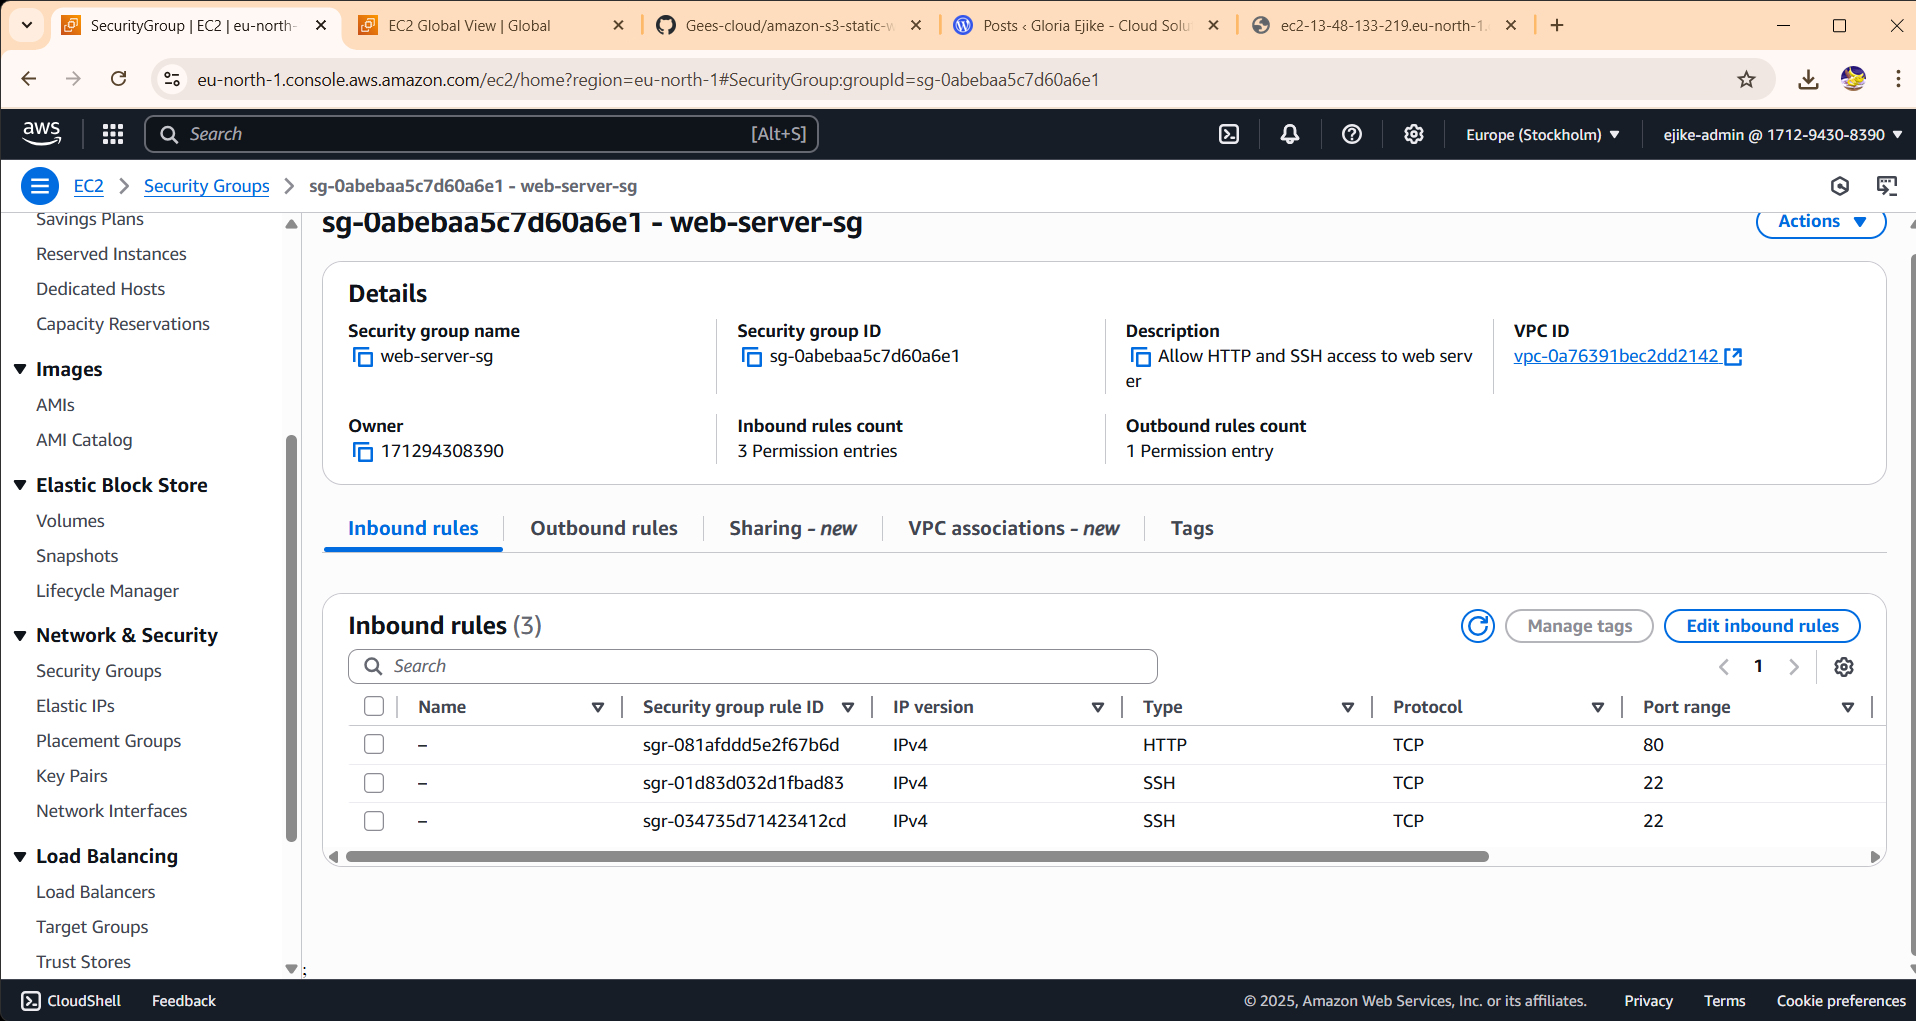 SecurityGroup | EC2 | eu-north-
EC2 Global View | Global
Gees-cloud/amazon-s3-static-w
Posts ‹ Gloria Ejike - Cloud Solu
ec2-13-48-133-219.eu-north-1.
eu-north-1.console.aws.amazon.com/ec2/home?region=eu-north-1#SecurityGroup:groupId=sg-0abebaa5c7d60a6e1
aws
Search
[Alt+S]
Europe (Stockholm)
ejike-admin @ 1712-9430-8390
EC2
Security Groups
sg-0abebaa5c7d60a6e1 - web-server-sg
Savings Plans
Reserved Instances
Dedicated Hosts
Capacity Reservations
Images
AMIs
AMI Catalog
Elastic Block Store
Volumes
Snapshots
Lifecycle Manager
Network & Security
Security Groups
Elastic IPs
Placement Groups
Key Pairs
Network Interfaces
Load Balancing
Load Balancers
Target Groups
Trust Stores
sg-0abebaa5c7d60a6e1 - web-server-sg
Actions
Details
Security group name
web-server-sg
Security group ID
sg-0abebaa5c7d60a6e1
Description
Allow HTTP and SSH access to web serv
er
VPC ID
vpc-0a76391bec2dd2142
Owner
171294308390
Inbound rules count
3 Permission entries
Outbound rules count
1 Permission entry
Inbound rules
Outbound rules
Sharing - new
VPC associations - new
Tags
Inbound rules (3)
Manage tags
Edit inbound rules
Search
1
Name Security group rule ID IP version Type Protocol Port range
– sgr-081afddd5e2f67b6d IPv4 HTTP TCP 80
– sgr-01d83d032d1fbad83 IPv4 SSH TCP 22
– sgr-034735d71423412cd IPv4 SSH TCP 22
;
CloudShell
Feedback
© 2025, Amazon Web Services, Inc. or its affiliates.
Privacy
Terms
Cookie preferences